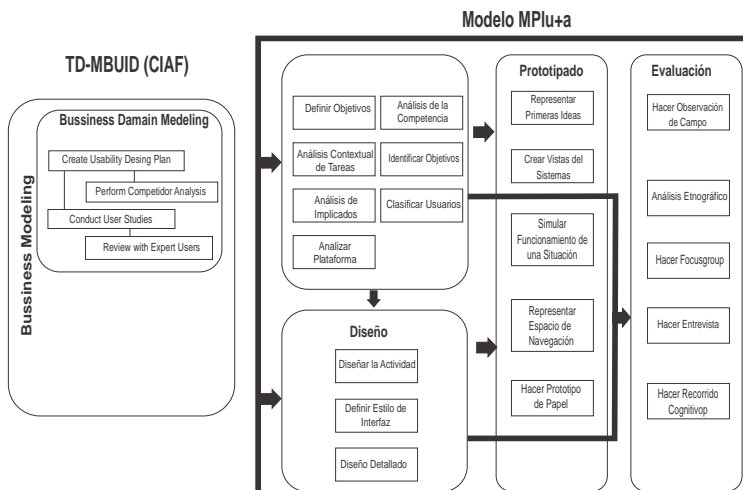 Modelo MPlu+a
TD-MBUID (CIAF)
Bussiness Modeling
Bussiness Damain Medeling
Create Usability Desing Plan
Perform Competidor Analysis
Conduct User Studies
Review with Expert Users
Definir Objetivos
Análisis de la
Competencia
Análisis Contextual
de Tareas
Identificar Objetivos
Análisis de
Implicados
Clasificar Usuarios
Analizar
Plataforma
Diseño
Diseñar la Actividad
Definir Estilo de
Interfaz
Diseño Detallado
Prototipado
Representar
Primeras Ideas
Crear Vistas del
Sistemas
Simular
Funcionamiento de
una Situación
Representar
Espacio de
Navegación
Hacer Prototipo
de Papel
Evaluación
Hacer Observación
de Campo
Análisis Etnográfico
Hacer Focusgroup
Hacer Entrevista
Hacer Recorrido
Cognitivop